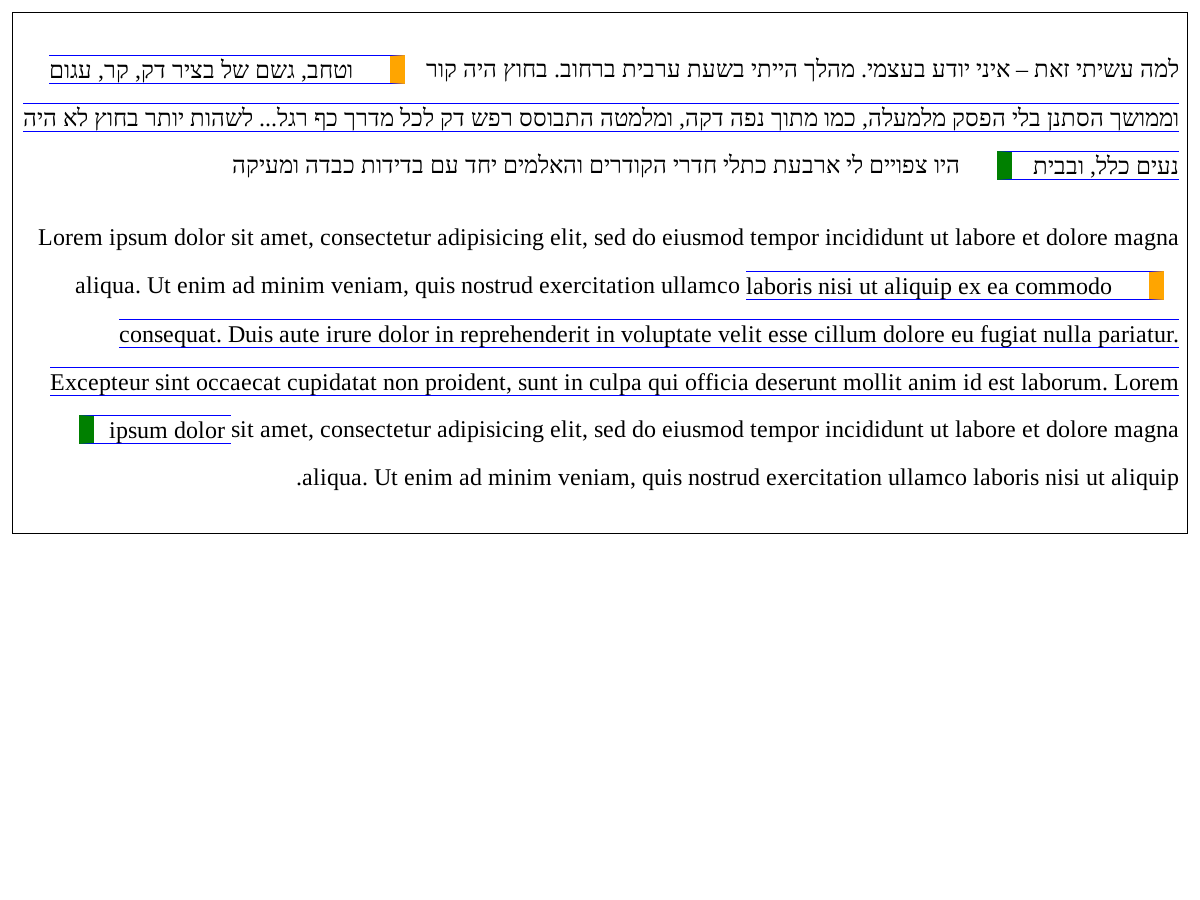 למה עשיתי זאת – איני יודע בעצמי. מהלך הייתי בשעת ערבית ברחוב. בחוץ היה קור וטחב, גשם של בציר דק, קר, עגום
וממושך הסתנן בלי הפסק מלמעלה, כמו מתוך נפה דקה, ומלמטה התבוסס רפש דק לכל מדרך כף רגל... לשהות יותר בחוץ לא היה
נעים כלל, ובבית היו צפויים לי ארבעת כתלי חדרי הקודרים והאלמים יחד עם בדידות כבדה ומעיקה
Lorem ipsum dolor sit amet, consectetur adipisicing elit, sed do eiusmod tempor incididunt ut labore et dolore magna
aliqua. Ut enim ad minim veniam, quis nostrud exercitation ullamco laboris nisi ut aliquip ex ea commodo
consequat. Duis aute irure dolor in reprehenderit in voluptate velit esse cillum dolore eu fugiat nulla pariatur.
Excepteur sint occaecat cupidatat non proident, sunt in culpa qui officia deserunt mollit anim id est laborum. Lorem
ipsum dolor sit amet, consectetur adipisicing elit, sed do eiusmod tempor incididunt ut labore et dolore magna
.aliqua. Ut enim ad minim veniam, quis nostrud exercitation ullamco laboris nisi ut aliquip